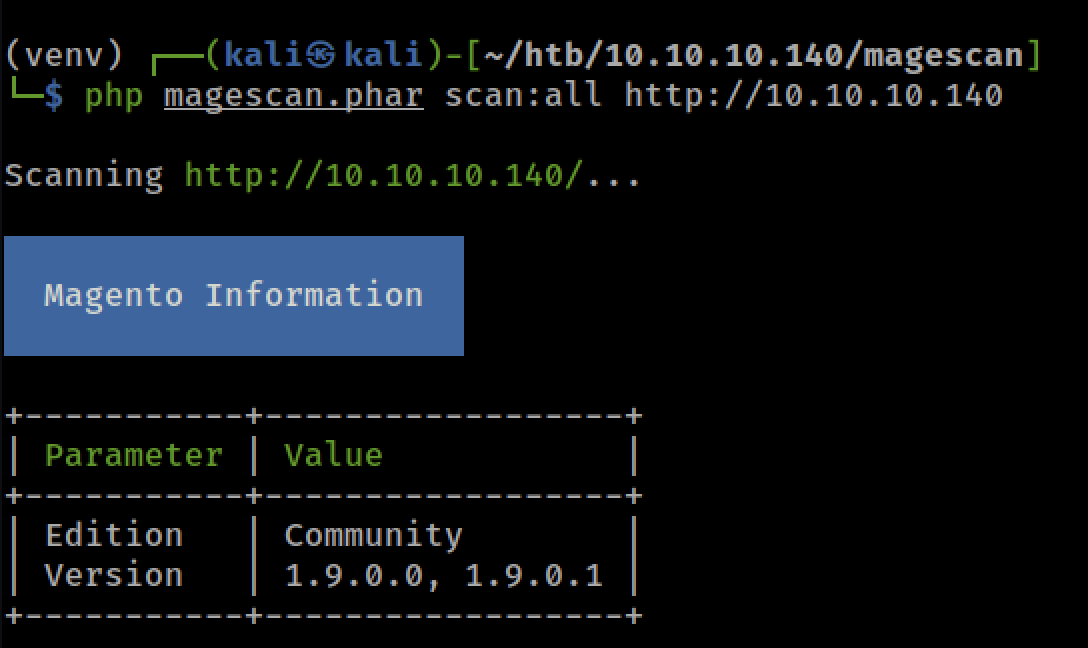 (venv) ┌──(kali㉿kali)-[~/htb/10.10.10.140/magescan]
└─$ php magescan.phar scan:all http://10.10.10.140
Scanning http://10.10.10.140/...
Magento Information
+-----------+------------------+
| Parameter | Value            |
+-----------+------------------+
| Edition   | Community        |
| Version   | 1.9.0.0, 1.9.0.1 |
+-----------+------------------+